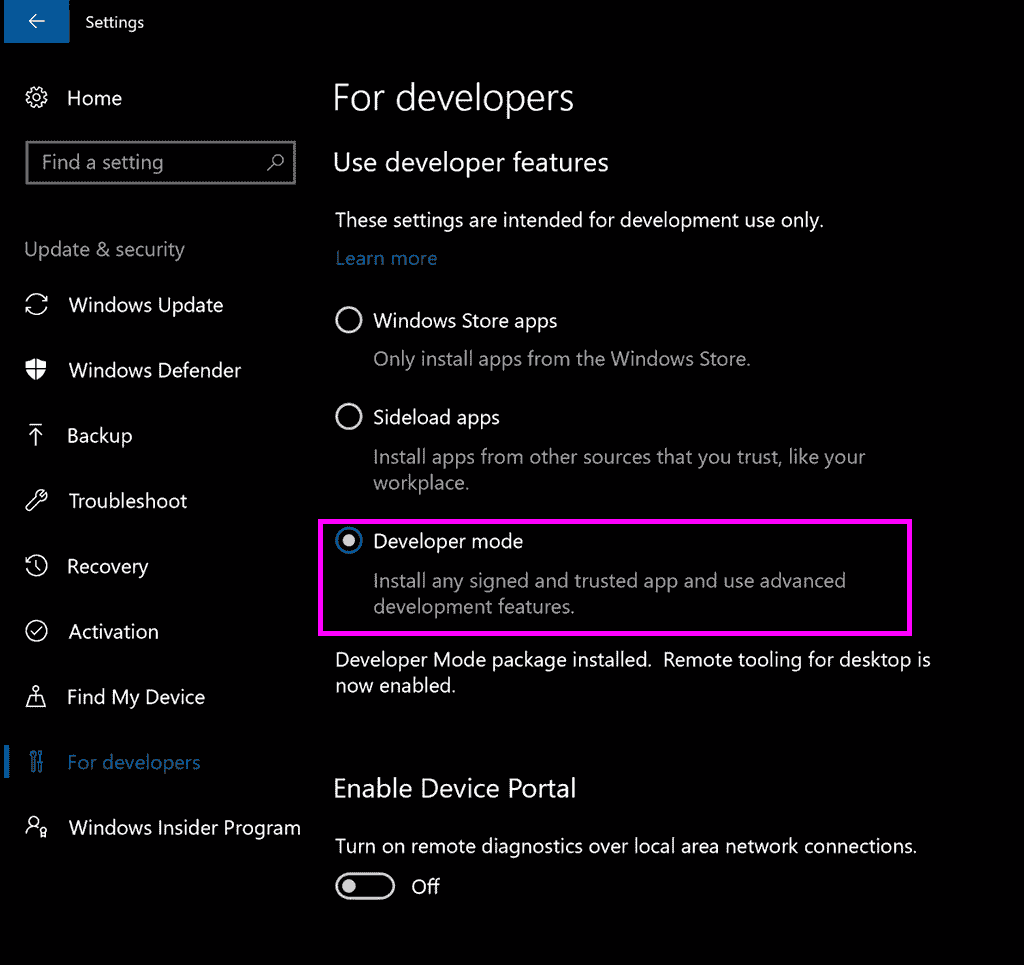 Settings
Home
Find a setting
Update & security
Windows Update
Windows Defender
Backup
Troubleshoot
Recovery
Activation
Find My Device
For developers
Windows Insider Program
For developers
Use developer features
These settings are intended for development use only.
Learn more
Windows Store apps
Only install apps from the Windows Store.
Sideload apps
Install apps from other sources that you trust, like your
workplace.
Developer mode
Install any signed and trusted app and use advanced
development features.
Developer Mode package installed.  Remote tooling for desktop is
now enabled.
Enable Device Portal
Turn on remote diagnostics over local area network connections.
Off